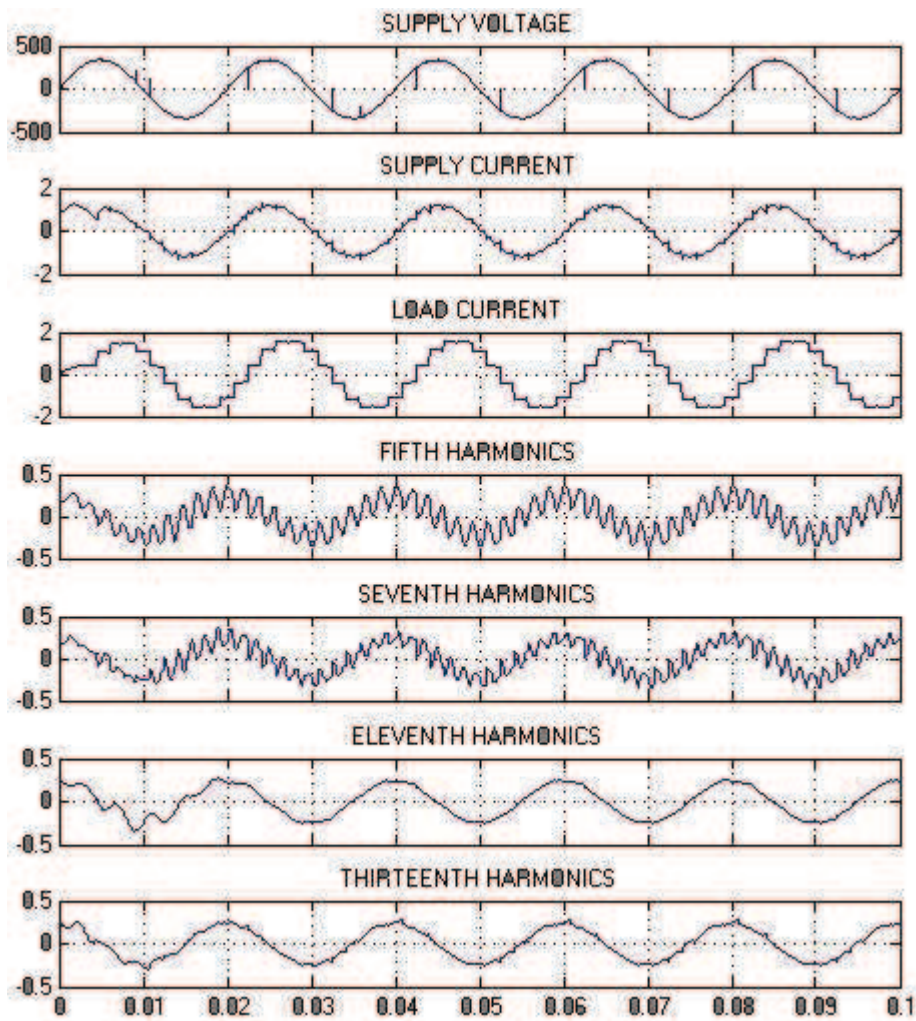 SUPPLY VOLTAGE
500
0
-500
SUPPLY CURRENT
2
0
-2
LOAD CURRENT
2
0
-2
FIFTH HARMONICS
0.5
0
-0.5
SEVENTH HARMONICS
0.5
0
-0.5
ELEVENTH HARMONICS
0.5
0
-0.5
THIRTEENTH HARMONICS
0.5
0
-0.5
0 0.01 0.02 0.03 0.04 0.05 0.06 0.07 0.08 0.09 0.1